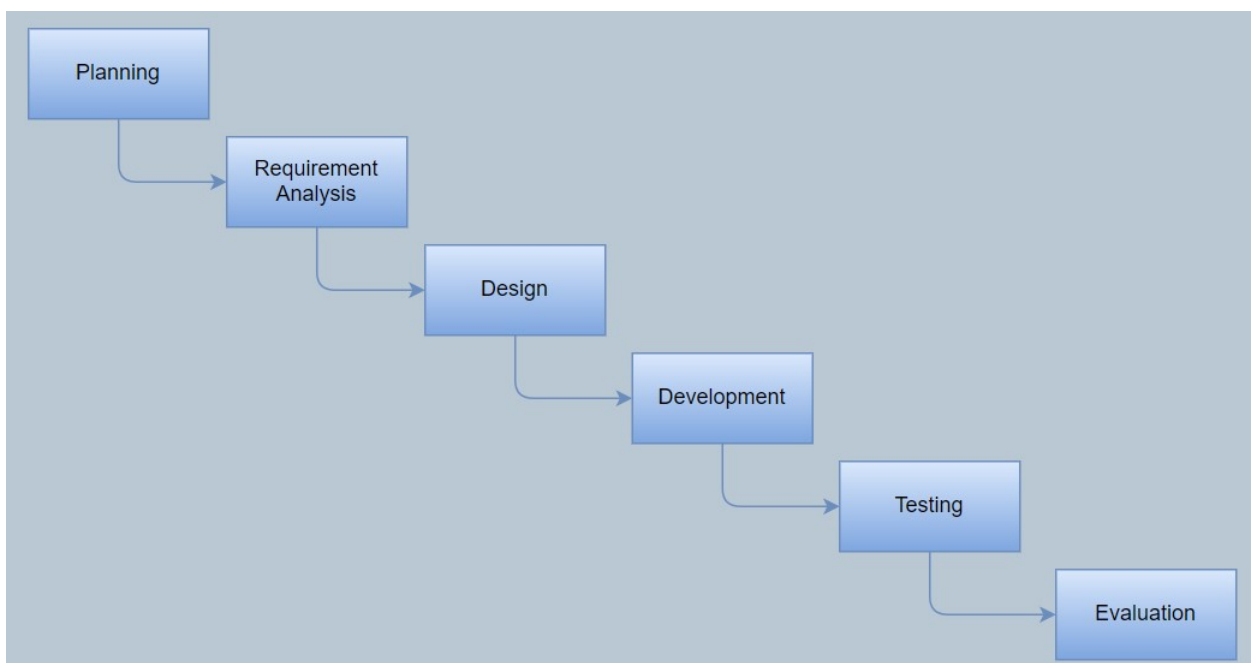 Planning
Requirement
Analysis
Design
Development
Testing
Evaluation